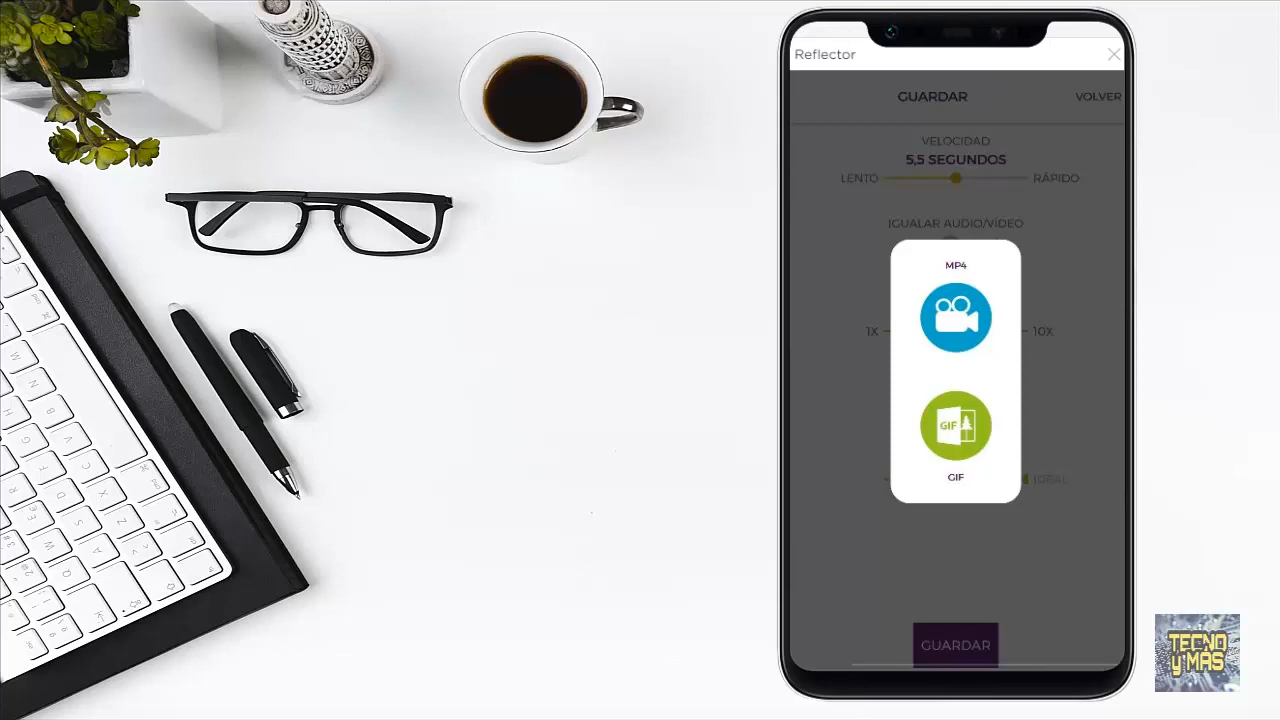 Reflector
GUARDAR
VOLVER
VELOCIDAD
5,5 SEGUNDOS
LENTO
RÁPIDO
IGUALAR AUDIO/VÍDEO
MP4
1X
10X
GIF
IDEAL
GIF
GUARDAR
TECNO
y MÁS